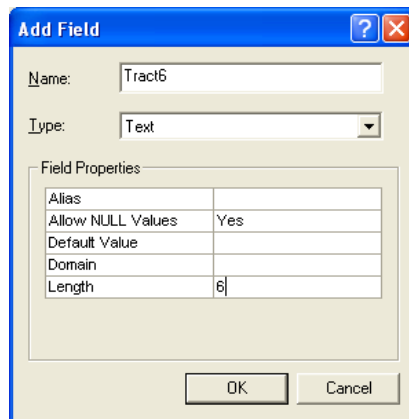 Add Field
Name: Tract6
Type: Text
Field Properties
Alias
Allow NULL Values Yes
Default Value
Domain
Length 6
OK Cancel